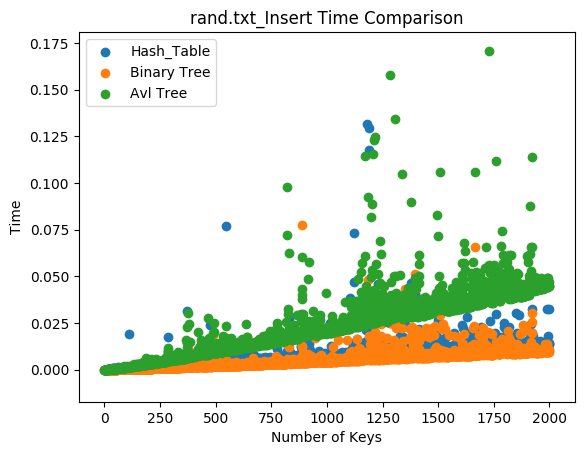 rand.txt_Insert Time Comparison
Hash_Table
Binary Tree
Avl Tree
Time
0.175
0.150
0.125
0.100
0.075
0.050
0.025
0.000
0 250 500 750 1000 1250 1500 1750 2000
Number of Keys